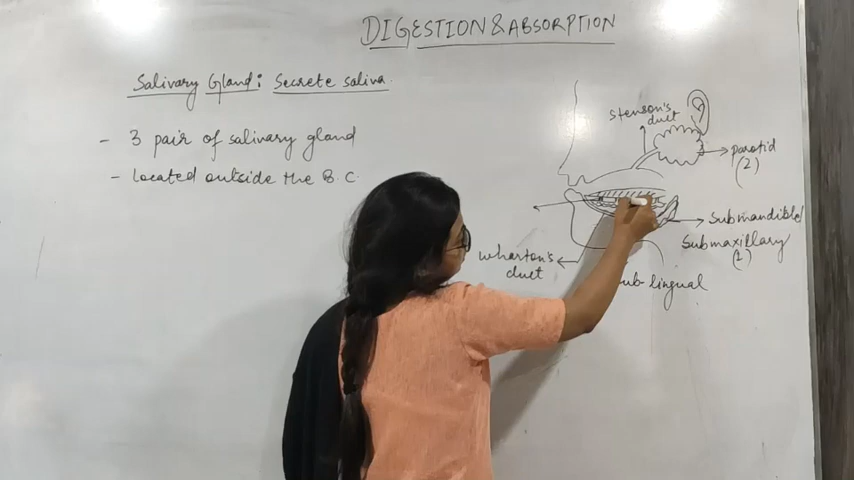 DIGESTION & ABSORPTION
Salivary Gland: Secrete saliva.
- 3 pair of salivary gland
- located outside the B.C.
stenson's
duct
parotid
(2)
Submandible
Submaxillary
(2)
Wharton's
duct
sub lingual